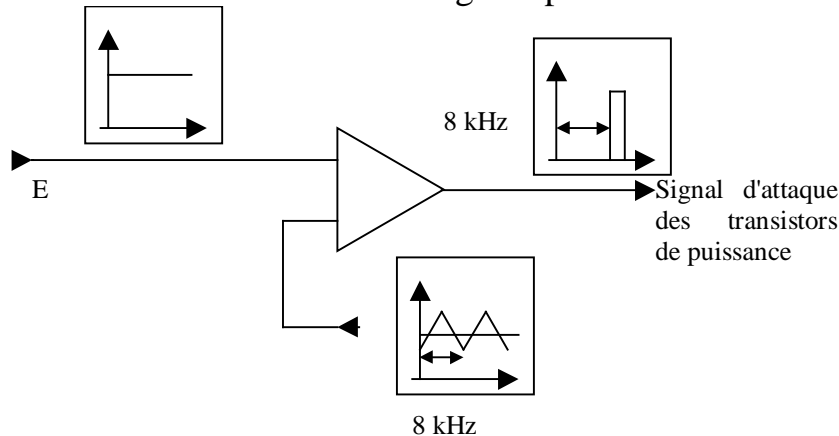 8 kHz
E
Signal d'attaque
des transistors
de puissance
8 kHz